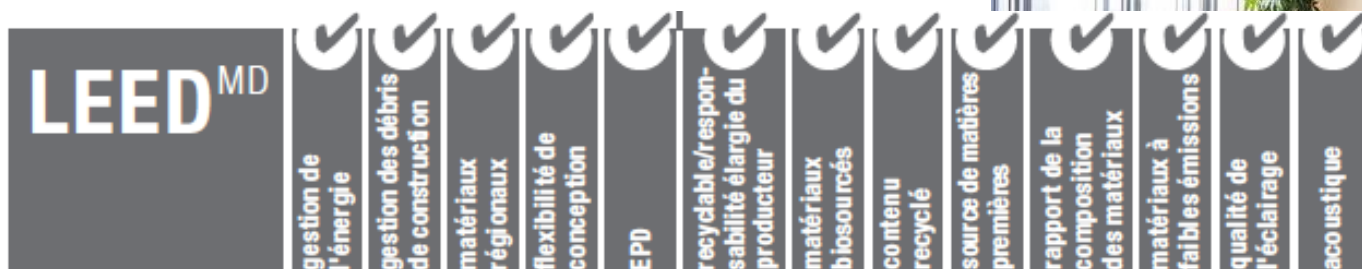 LEEDMD
gestion de
l'énergie
gestion des débris
de construction
matériaux
régionaux
flexibilité de
conception
EPD
recyclable/respon-
sabilité élargie du
producteur
matériaux
biosourcés
contenu
recyclé
source de matières
premières
rapport de la
composition
des matériaux
matériaux à
faibles émissions
qualité de
l'éclairage
acoustique